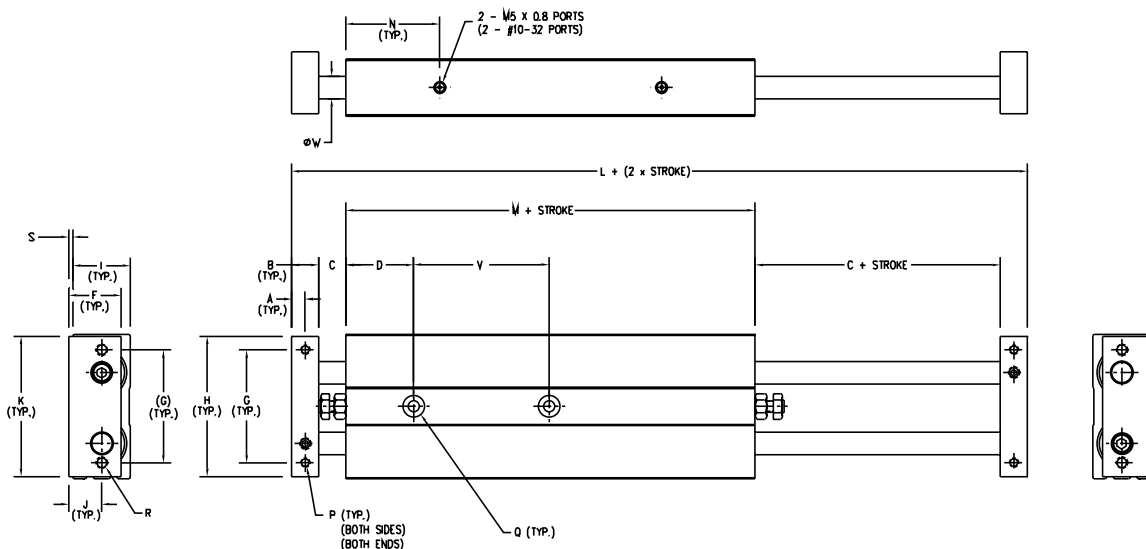 N
(TYP.)
2 - M5 X 0.8 PORTS
(2 - #10-32 PORTS)
øW
L + (2 x STROKE)
M + STROKE
S
I
(TYP.)
F
(TYP.)
B
(TYP.)
C
D
V
C + STROKE
A
(TYP.)
K
(TYP.)
(G)
(TYP.)
H
(TYP.)
G
(TYP.)
J
(TYP.)
R
P (TYP.)
(BOTH SIDES)
(BOTH ENDS)
Q (TYP.)